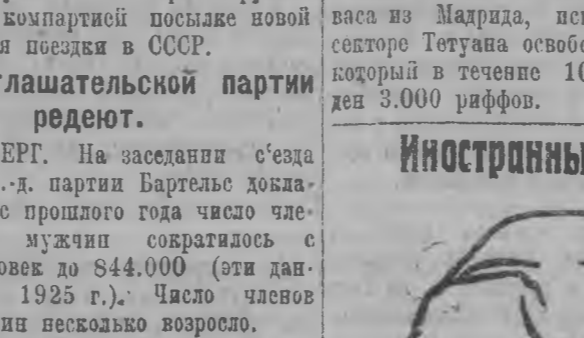 компартией посылке новой
поездки в СССР.
глашательской партии
редеют.
ЕРГ. На заседании с'езда
.-д. партии Бартельс докла-
с прошлого года число чле-
мужчин сократилось с
овек до 844.000 (эти дан-
1925 г.). Число членов
ин несколько возросло.
васа из Мадрида,
секторе Тетуана освобо
который в течение 10
ден 3.000 риффов.
Иностранны